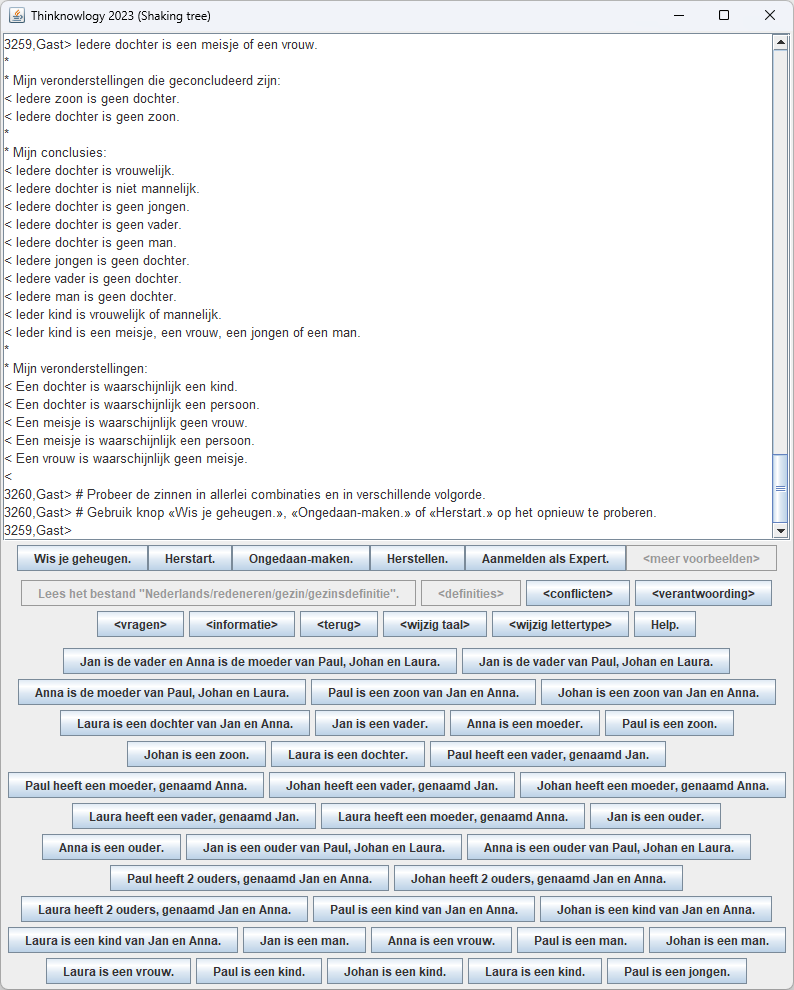 Thinknowlogy 2023 (Shaking tree)
3259,Gast> Iedere dochter is een meisje of een vrouw.
*
* Mijn veronderstellingen die geconcludeerd zijn:
< Iedere zoon is geen dochter.
< Iedere dochter is geen zoon.
*
* Mijn conclusies:
< Iedere dochter is vrouwelijk.
< Iedere dochter is niet mannelijk.
< Iedere dochter is geen jongen.
< Iedere dochter is geen vader.
< Iedere dochter is geen man.
< Iedere jongen is geen dochter.
< Iedere vader is geen dochter.
< Iedere man is geen dochter.
< Ieder kind is vrouwelijk of mannelijk.
< Ieder kind is een meisje, een vrouw, een jongen of een man.
*
* Mijn veronderstellingen:
< Een dochter is waarschijnlijk een kind.
< Een dochter is waarschijnlijk een persoon.
< Een meisje is waarschijnlijk geen vrouw.
< Een meisje is waarschijnlijk een persoon.
< Een vrouw is waarschijnlijk geen meisje.
<
3260,Gast> # Probeer de zinnen in allerlei combinaties en in verschillende volgorde.
3260,Gast> # Gebruik knop «Wis je geheugen.», «Ongedaan-maken.» of «Herstart.» op het opnieuw te proberen.
3259,Gast>
Wis je geheugen. Herstart. Ongedaan-maken. Herstellen. Aanmelden als Expert. <meer voorbeelden>
Lees het bestand "Nederlands/redeneren/gezin/gezinsdefinitie". <definities> <conflicten> <verantwoording>
<vragen> <informatie> <terug> <wijzig taal> <wijzig lettertype> Help.
Jan is de vader en Anna is de moeder van Paul, Johan en Laura. Jan is de vader van Paul, Johan en Laura.
Anna is de moeder van Paul, Johan en Laura. Paul is een zoon van Jan en Anna. Johan is een zoon van Jan en Anna.
Laura is een dochter van Jan en Anna. Jan is een vader. Anna is een moeder. Paul is een zoon.
Johan is een zoon. Laura is een dochter. Paul heeft een vader, genaamd Jan.
Paul heeft een moeder, genaamd Anna. Johan heeft een vader, genaamd Jan. Johan heeft een moeder, genaamd Anna.
Laura heeft een vader, genaamd Jan. Laura heeft een moeder, genaamd Anna. Jan is een ouder.
Anna is een ouder. Jan is een ouder van Paul, Johan en Laura. Anna is een ouder van Paul, Johan en Laura.
Paul heeft 2 ouders, genaamd Jan en Anna. Johan heeft 2 ouders, genaamd Jan en Anna.
Laura heeft 2 ouders, genaamd Jan en Anna. Paul is een kind van Jan en Anna. Johan is een kind van Jan en Anna.
Laura is een kind van Jan en Anna. Jan is een man. Anna is een vrouw. Paul is een man. Johan is een man.
Laura is een vrouw. Paul is een kind. Johan is een kind. Laura is een kind. Paul is een jongen.